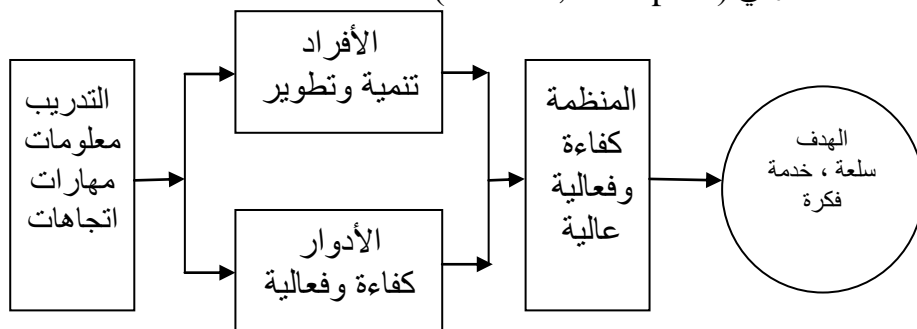 الأفراد
تنمية وتطوير
التدريب
معلومات
مهارات
اتجاهات
الأدوار
كفاءة وفعالية
المنظمة
كفاءة
وفعالية
عالية
الهدف
سلعة ، خدمة
فكرة